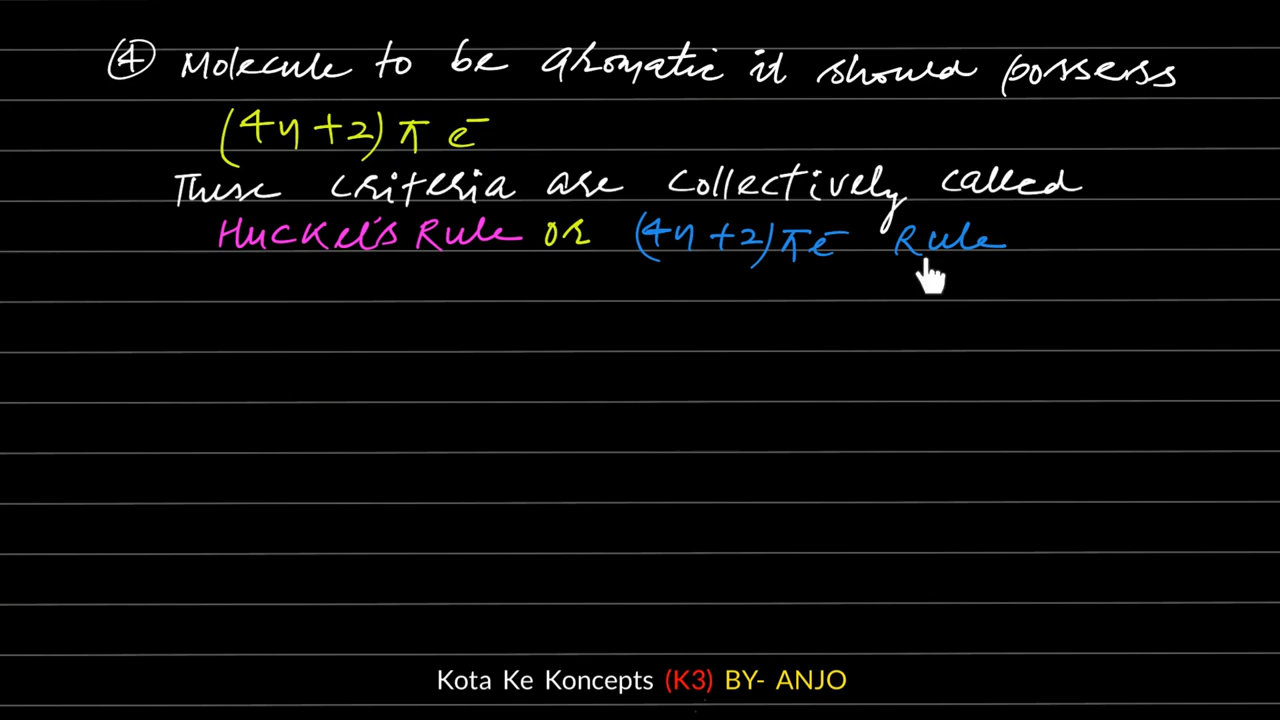 ④ Molecule to be aromatic it should possess
(4n+2) π e⁻
These criteria are collectively called
Huckel's Rule or (4n+2) πe⁻ Rule
Kota Ke Koncepts (K3) BY- ANJO